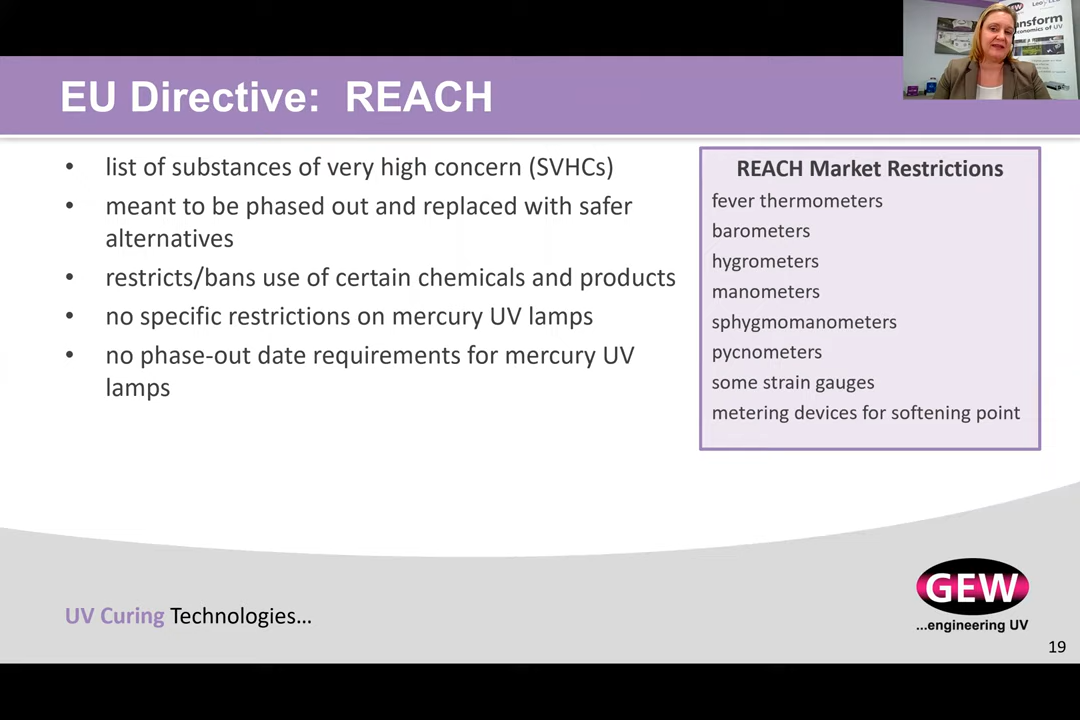 EU Directive: REACH
• list of substances of very high concern (SVHCs)
• meant to be phased out and replaced with safer
alternatives
• restricts/bans use of certain chemicals and products
• no specific restrictions on mercury UV lamps
• no phase-out date requirements for mercury UV
lamps
REACH Market Restrictions
fever thermometers
barometers
hygrometers
manometers
sphygmomanometers
pycnometers
some strain gauges
metering devices for softening point
UV Curing Technologies...
GEW
...engineering UV
19